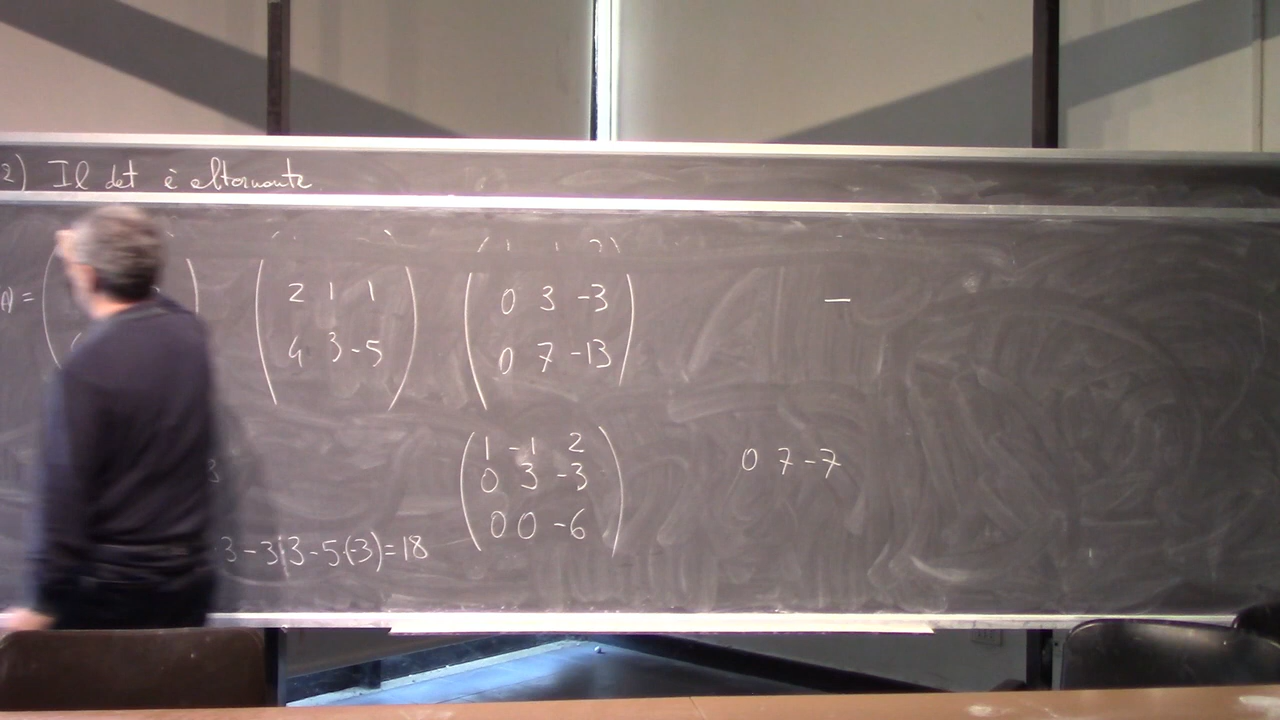 2) Il det è alternante
A) =
2 1 1
4 3 -5
0 3 -3
0 7 -13
1 -1 2
0 3 -3
0 0 -6
0 7 -7
3
3 - 3 · 3 - 5(-3) = 18